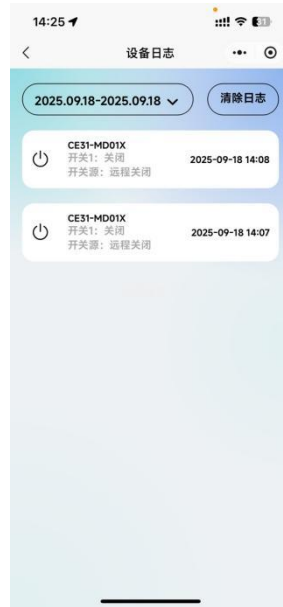 14:25
31
设备日志
2025.09.18-2025.09.18
清除日志
CE31-MD01X
开关1：关闭
开关源：远程关闭
2025-09-18 14:08
CE31-MD01X
开关1：关闭
开关源：远程关闭
2025-09-18 14:07